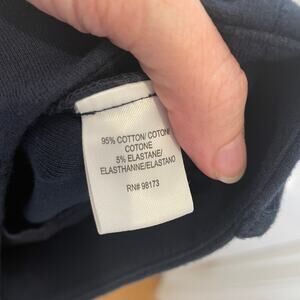 95% COTTON/ COTON/
COTONE
5% ELASTANE/
ELASTHANNE/ELASTANO
RN# 98173